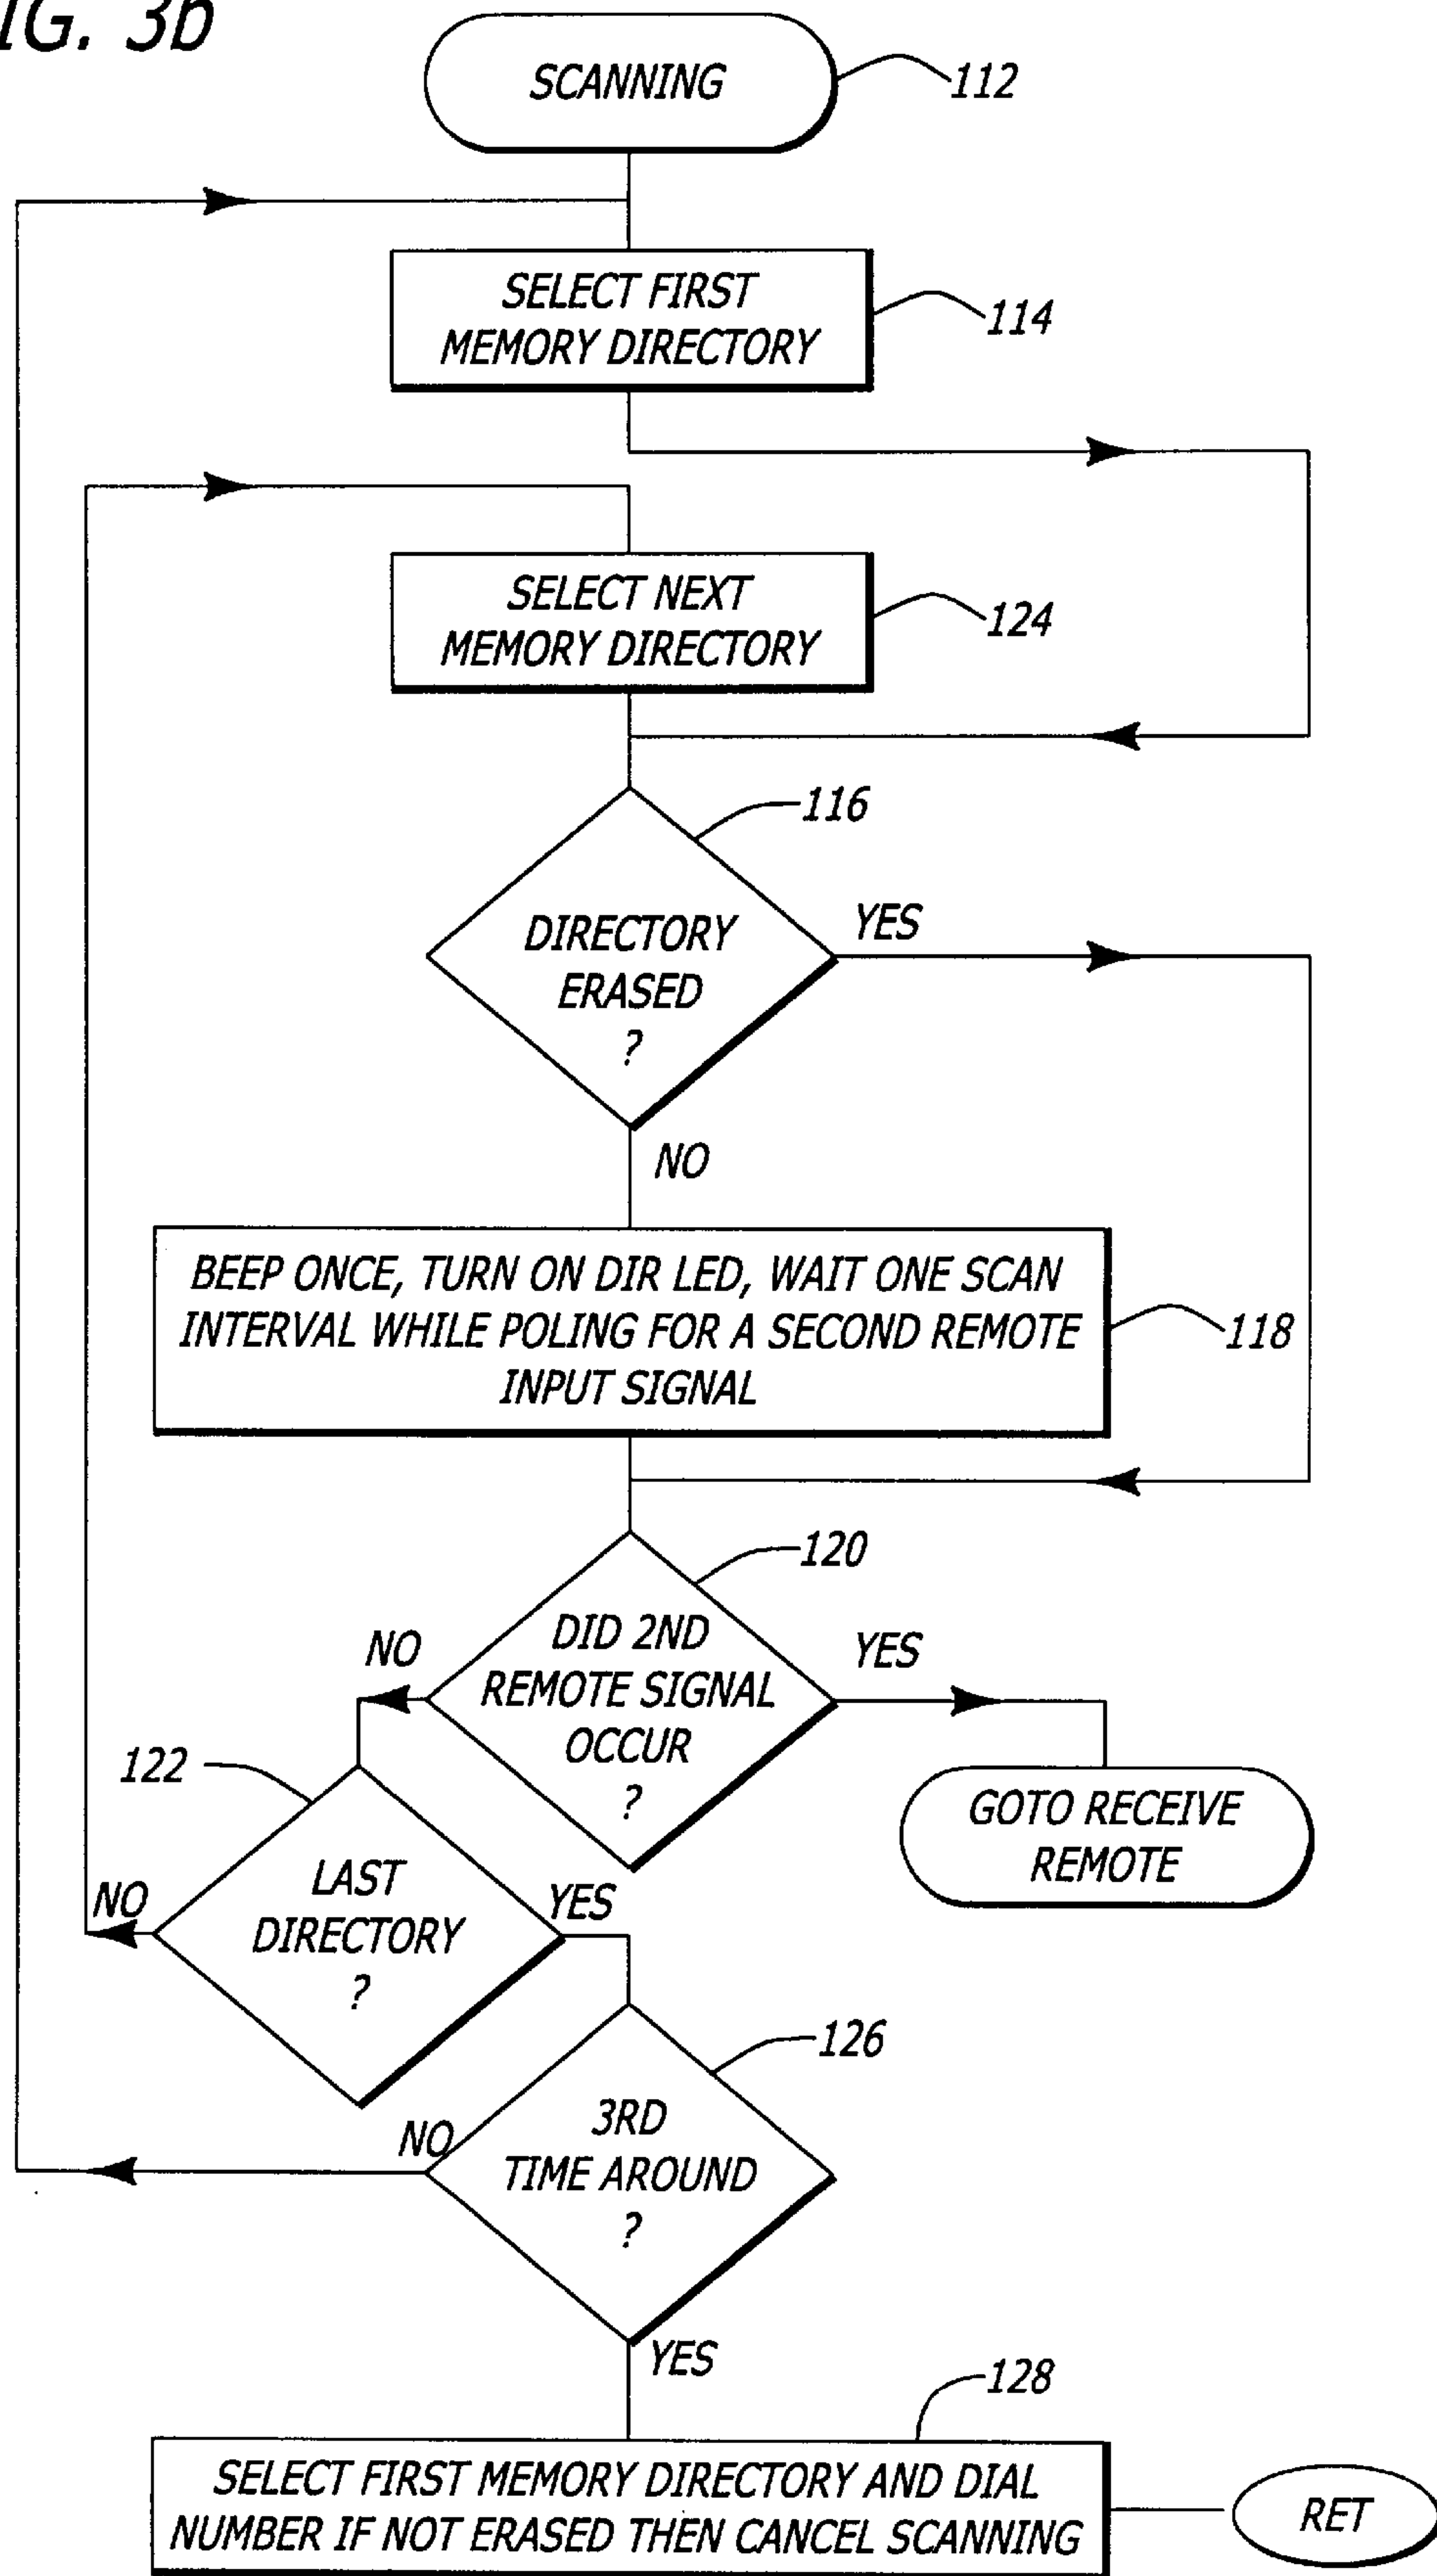 IG. 3b
SCANNING
112
SELECT FIRST
MEMORY DIRECTORY
114
SELECT NEXT
MEMORY DIRECTORY
124
116
DIRECTORY
ERASED
?
YES
NO
BEEP ONCE, TURN ON DIR LED, WAIT ONE SCAN
INTERVAL WHILE POLING FOR A SECOND REMOTE
INPUT SIGNAL
118
120
DID 2ND
REMOTE SIGNAL
OCCUR
?
NO
YES
GOTO RECEIVE
REMOTE
122
LAST
DIRECTORY
?
NO
YES
126
3RD
TIME AROUND
?
NO
YES
128
SELECT FIRST MEMORY DIRECTORY AND DIAL
NUMBER IF NOT ERASED THEN CANCEL SCANNING
RET